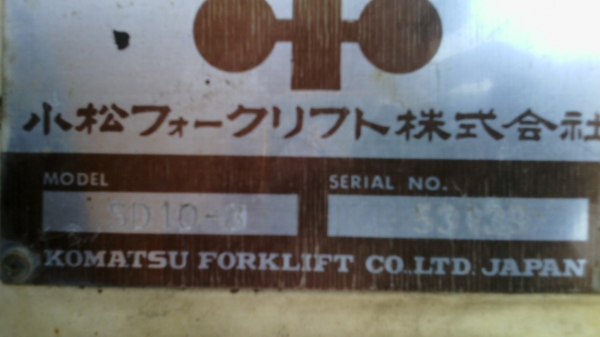 小松フォークリフト株式会社
MODEL SERIAL NO.
KOMATSU FORKLIFT CO.,LTD. JAPAN